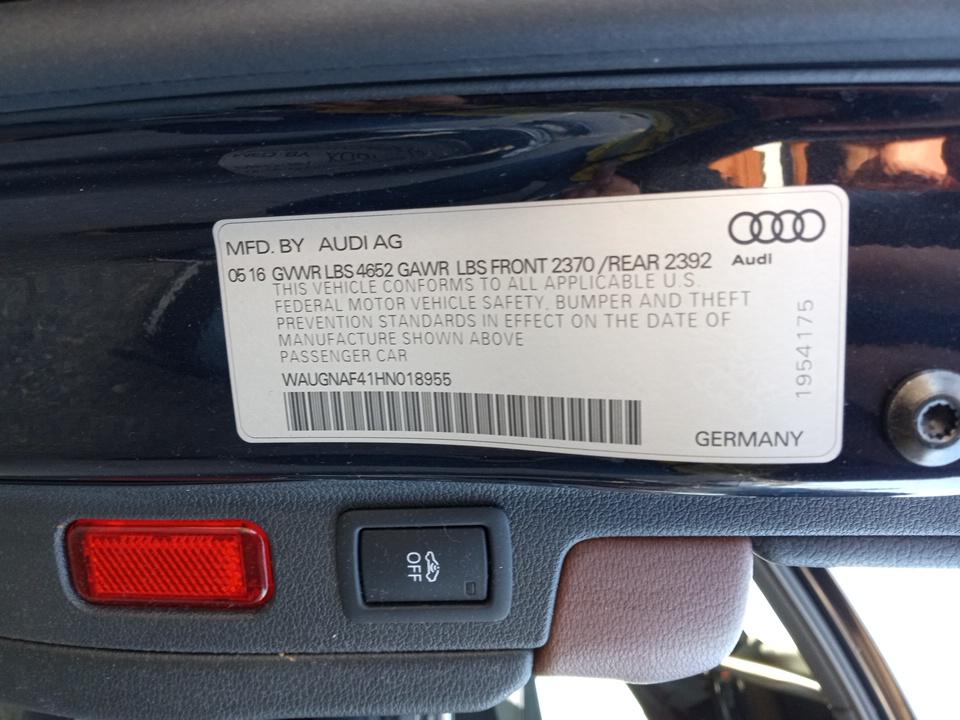 MFD. BY AUDI AG
Audi
05 16 GVWR LBS 4652 GAWR LBS FRONT 2370 /REAR 2392
THIS VEHICLE CONFORMS TO ALL APPLICABLE U.S.
FEDERAL MOTOR VEHICLE SAFETY, BUMPER AND THEFT
PREVENTION STANDARDS IN EFFECT ON THE DATE OF
MANUFACTURE SHOWN ABOVE
PASSENGER CAR
WAUGNAF41HN018955
GERMANY
1954175
OFF